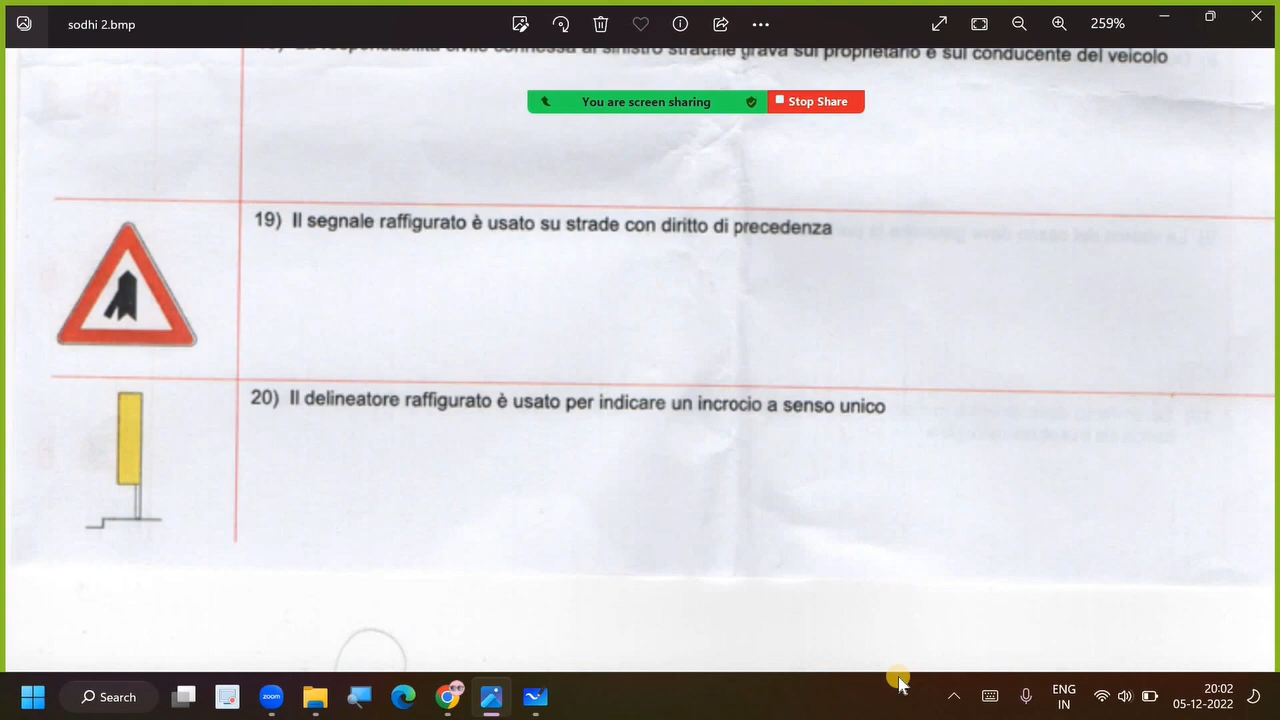 sodhi 2.bmp
259%
responsabilità civile connessa al sinistro stradale grava sul proprietario e sul conducente del veicolo
You are screen sharing
Stop Share
19) Il segnale raffigurato è usato su strade con diritto di precedenza
20) Il delineatore raffigurato è usato per indicare un incrocio a senso unico
Search
zoom
ENG
IN
20:02
05-12-2022